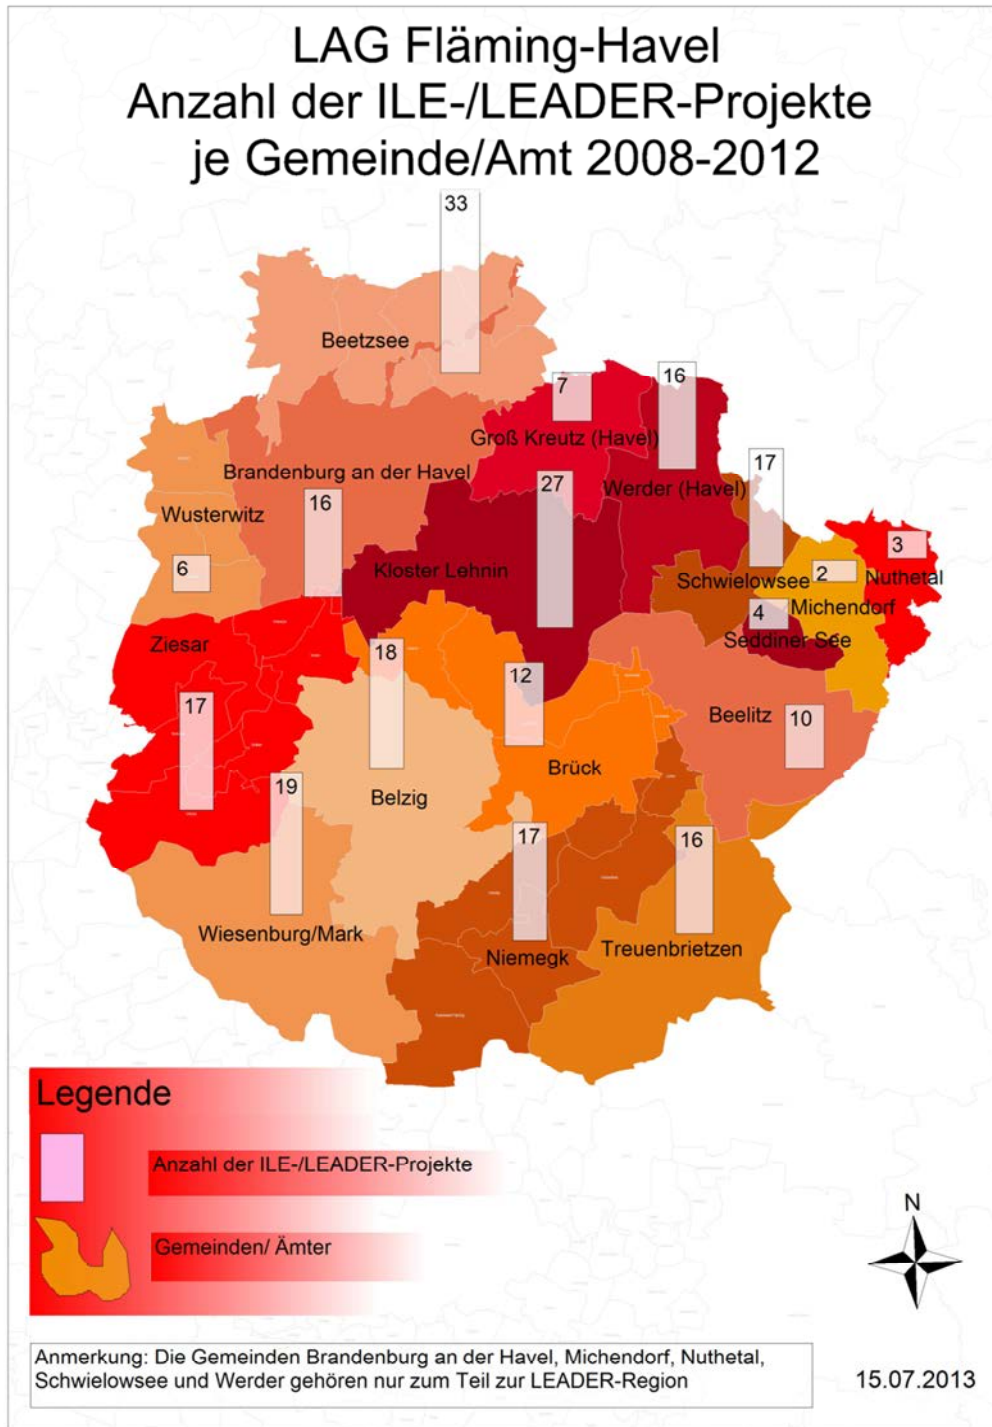 LAG Fläming-Havel
Anzahl der ILE-/LEADER-Projekte
je Gemeinde/Amt 2008-2012
33
Beetzsee
7
16
Groß Kreutz (Havel)
17
Brandenburg an der Havel
27
Werder (Havel)
16
Wusterwitz
3
6
Kloster Lehnin
2
Schwielowsee
Nuthetal
4
Michendorf
Ziesar
Seddiner See
18
12
17
10
Beelitz
Brück
19
Belzig
17
16
Wiesenburg/Mark
Niemegk
Treuenbrietzen
Legende
Anzahl der ILE-/LEADER-Projekte
Gemeinden/ Ämter
N
Anmerkung: Die Gemeinden Brandenburg an der Havel, Michendorf, Nuthetal,
Schwielowsee und Werder gehören nur zum Teil zur LEADER-Region
15.07.2013